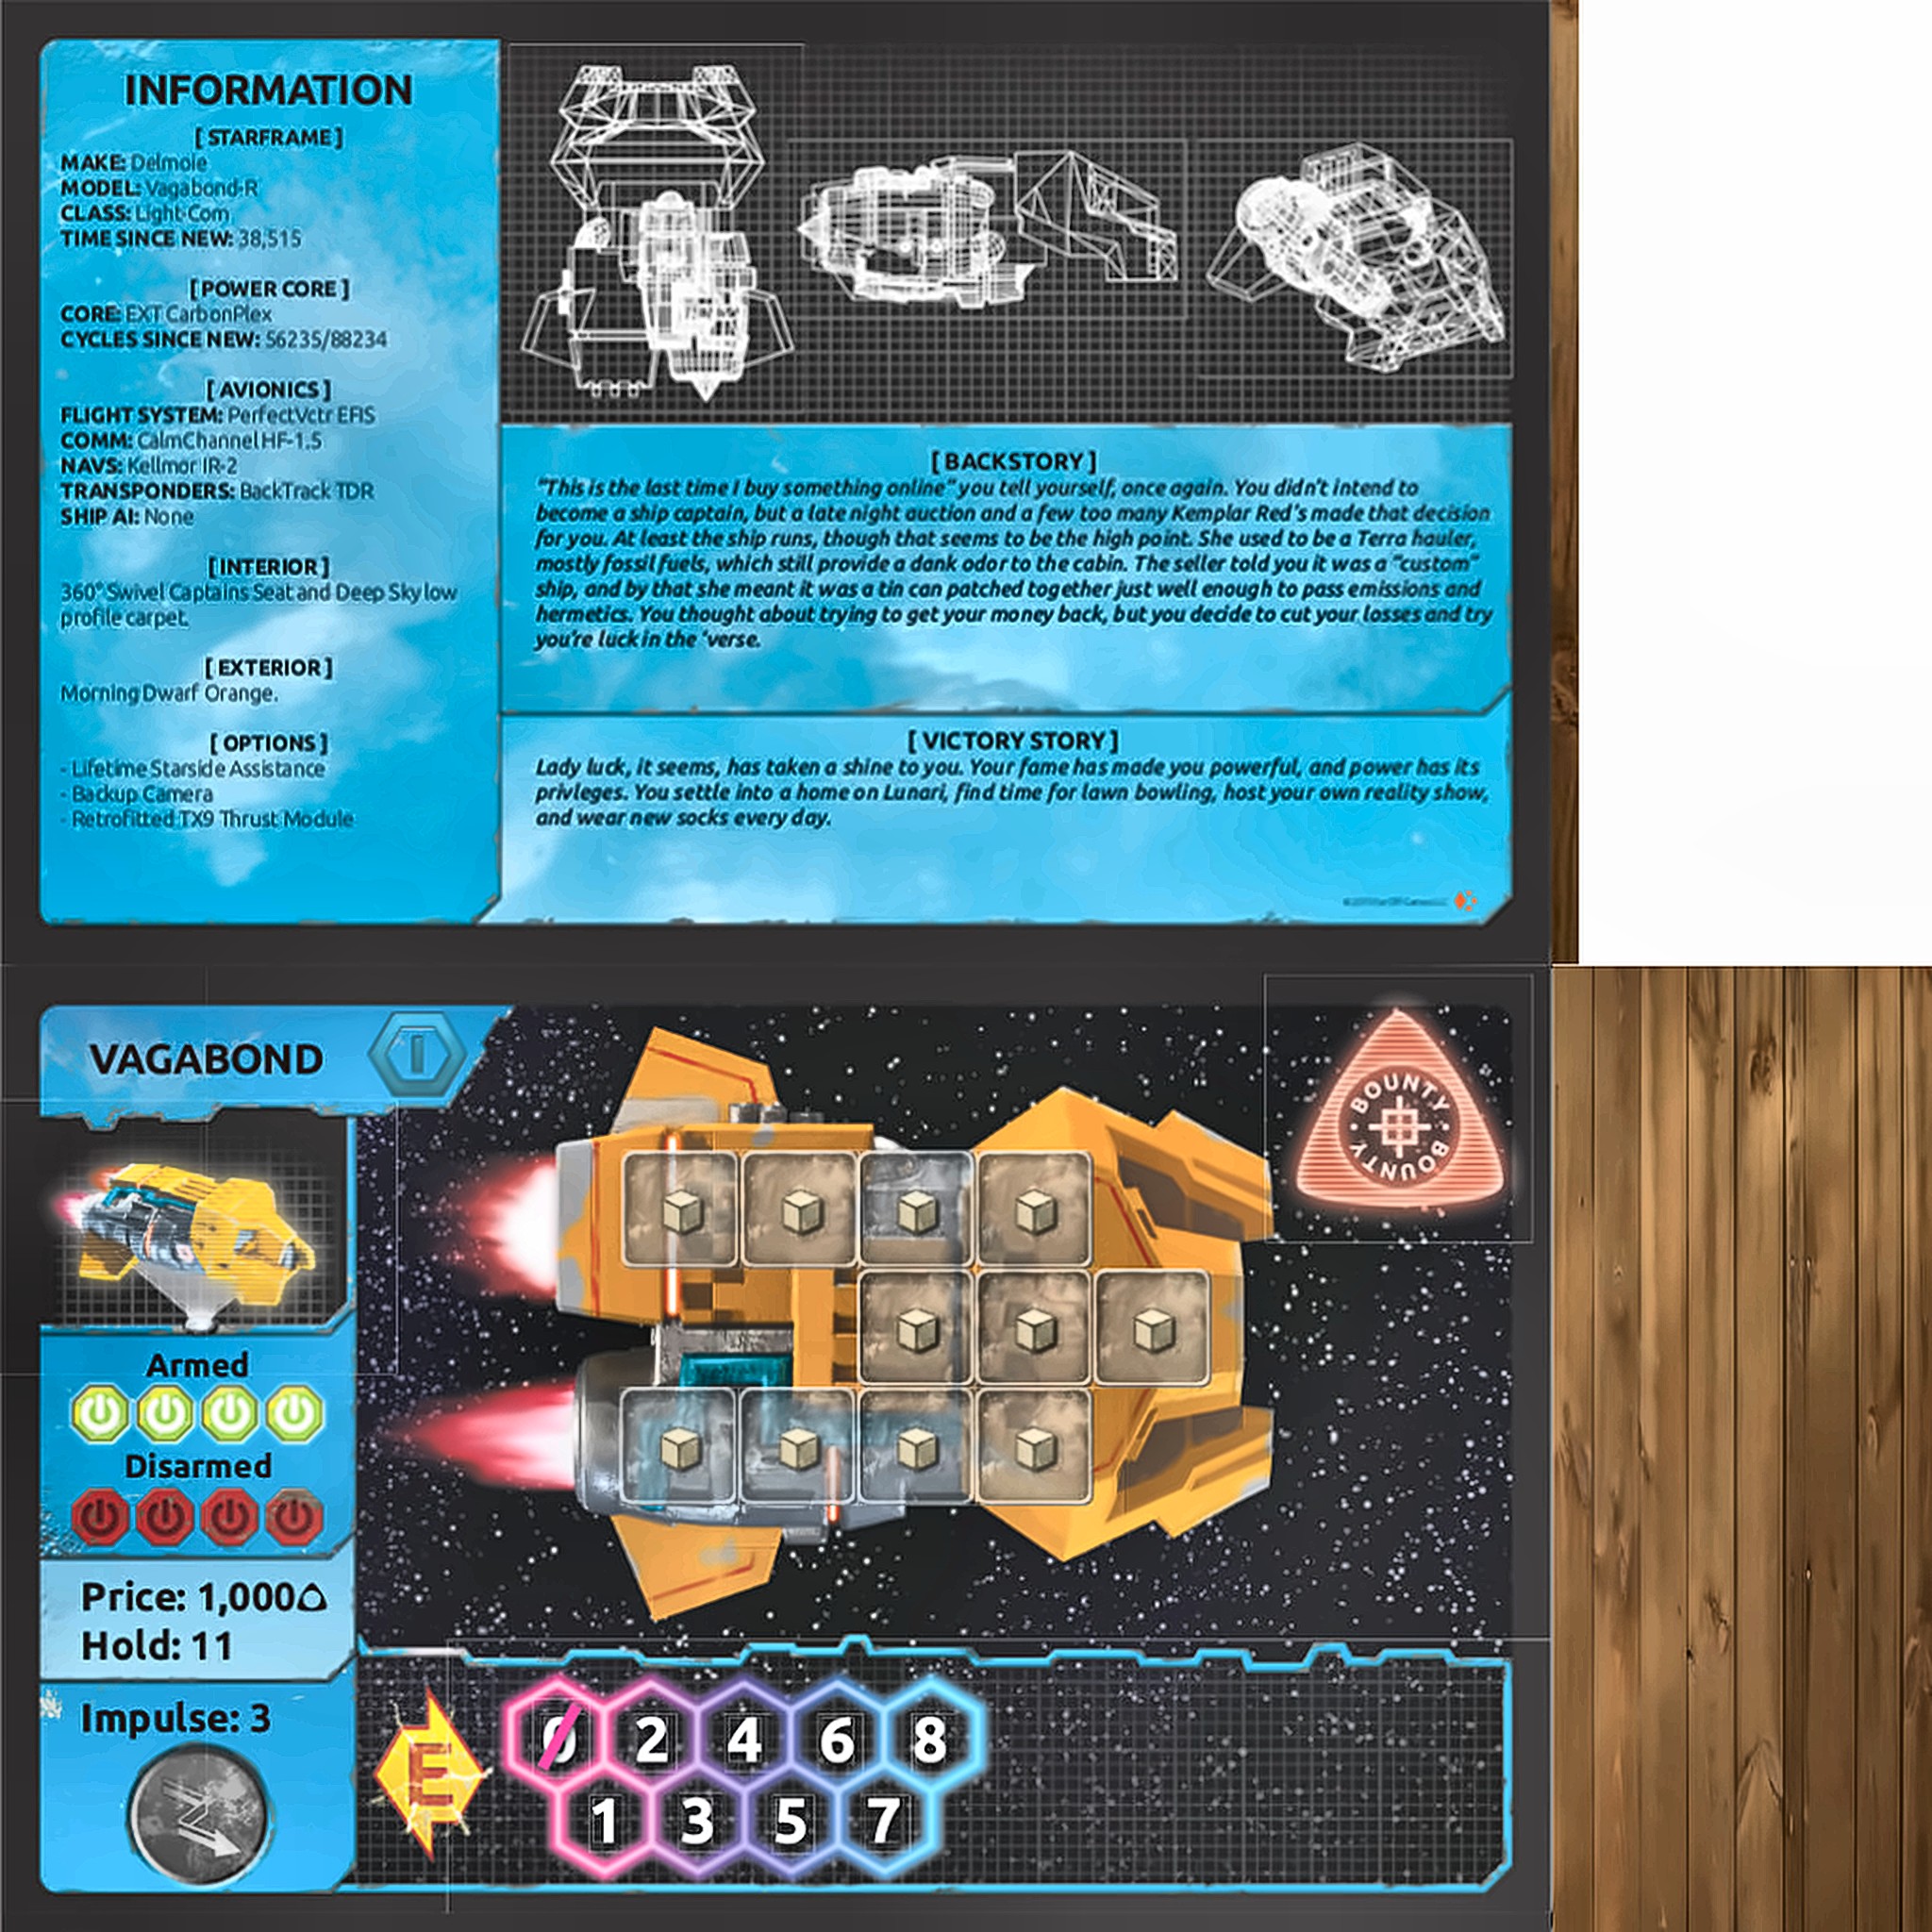 INFORMATION
[ STARFRAME ]
MAKE: Delmole
MODEL: Vagabond-R
CLASS: Light-Com
TIME SINCE NEW: 38,515
[ POWER CORE ]
CORE: EXT CarbonPlex
CYCLES SINCE NEW: 56235/88234
[ AVIONICS ]
FLIGHT SYSTEM: PerfectVctr EFIS
COMM: CalmChannel HF-1.5
NAVS: Kellmor IR-2
TRANSPONDERS: BackTrack TDR
SHIP AI: None
[ INTERIOR ]
360° Swivel Captains Seat and Deep Sky low
profile carpet.
[ EXTERIOR ]
Morning Dwarf Orange.
[ OPTIONS ]
- Lifetime Starside Assistance
- Backup Camera
- Retrofitted TX9 Thrust Module
[ BACKSTORY ]
"This is the last time I buy something online" you tell yourself, once again. You didn't intend to
become a ship captain, but a late night auction and a few too many Kemplar Red's made that decision
for you. At least the ship runs, though that seems to be the high point. She used to be a Terra hauler,
mostly fossil fuels, which still provide a dank odor to the cabin. The seller told you it was a "custom"
ship, and by that she meant it was a tin can patched together just well enough to pass emissions and
hermetics. You thought about trying to get your money back, but you decide to cut your losses and try
you're luck in the 'verse.
[ VICTORY STORY ]
Lady luck, it seems, has taken a shine to you. Your fame has made you powerful, and power has its
privleges. You settle into a home on Lunari, find time for lawn bowling, host your own reality show,
and wear new socks every day.
VAGABOND
I
BOUNTY
BOUNTY
Armed
Disarmed
Price: 1,000
Hold: 11
Impulse: 3
E
0 2 4 6 8
1 3 5 7